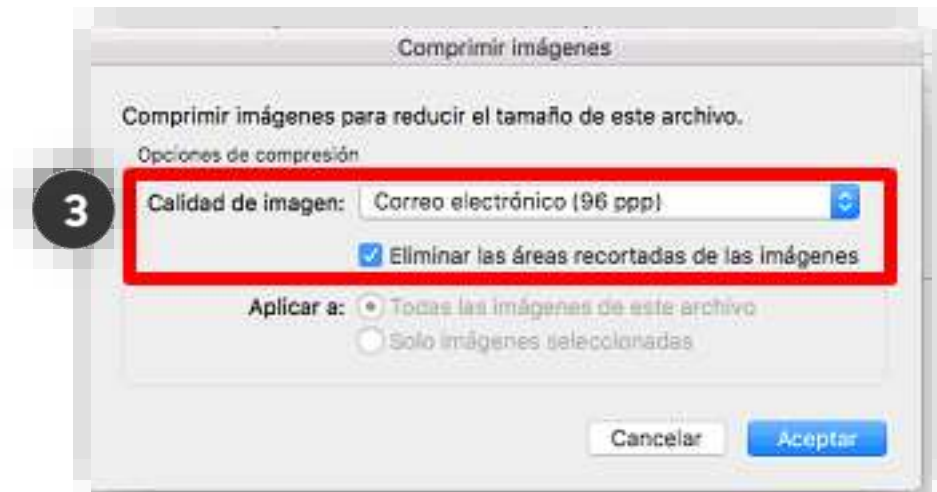 Comprimir imágenes
Comprimir imágenes para reducir el tamaño de este archivo.
Opciones de compresión
3
Calidad de imagen: Correo electrónico (96 ppp)
Eliminar las áreas recortadas de las imágenes
Aplicar a: Todas las imágenes de este archivo
Solo imágenes seleccionadas
Cancelar Aceptar